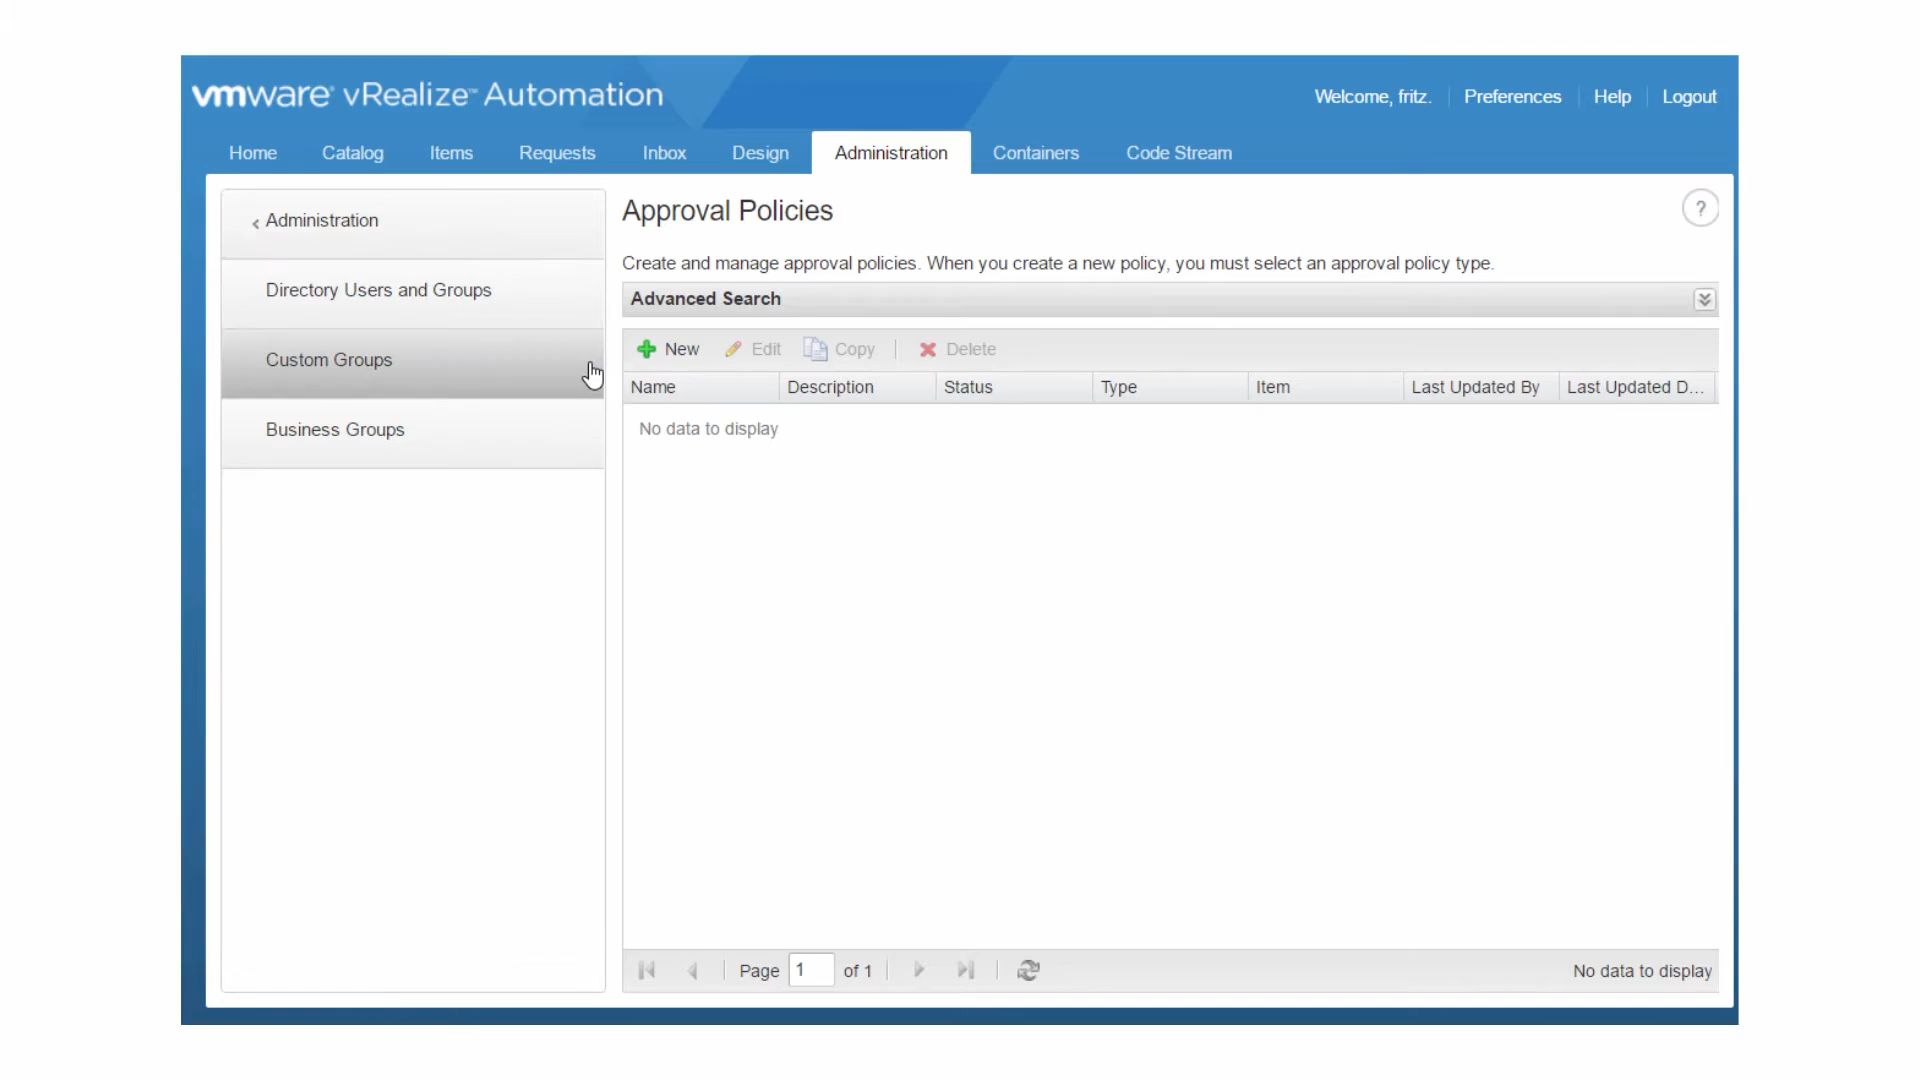 vmware vRealize™ Automation
Welcome, fritz. Preferences Help Logout
Home Catalog Items Requests Inbox Design Administration Containers Code Stream
‹ Administration
Directory Users and Groups
Custom Groups
Business Groups
Approval Policies
?
Create and manage approval policies. When you create a new policy, you must select an approval policy type.
Advanced Search
New Edit Copy Delete
Name Description Status Type Item Last Updated By Last Updated D...
No data to display
Page 1 of 1
No data to display